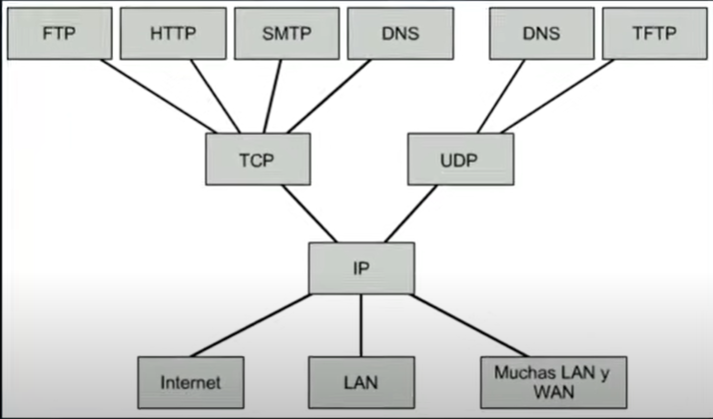 FTP
HTTP
SMTP
DNS
DNS
TFTP
TCP
UDP
IP
Internet
LAN
Muchas LAN y
WAN